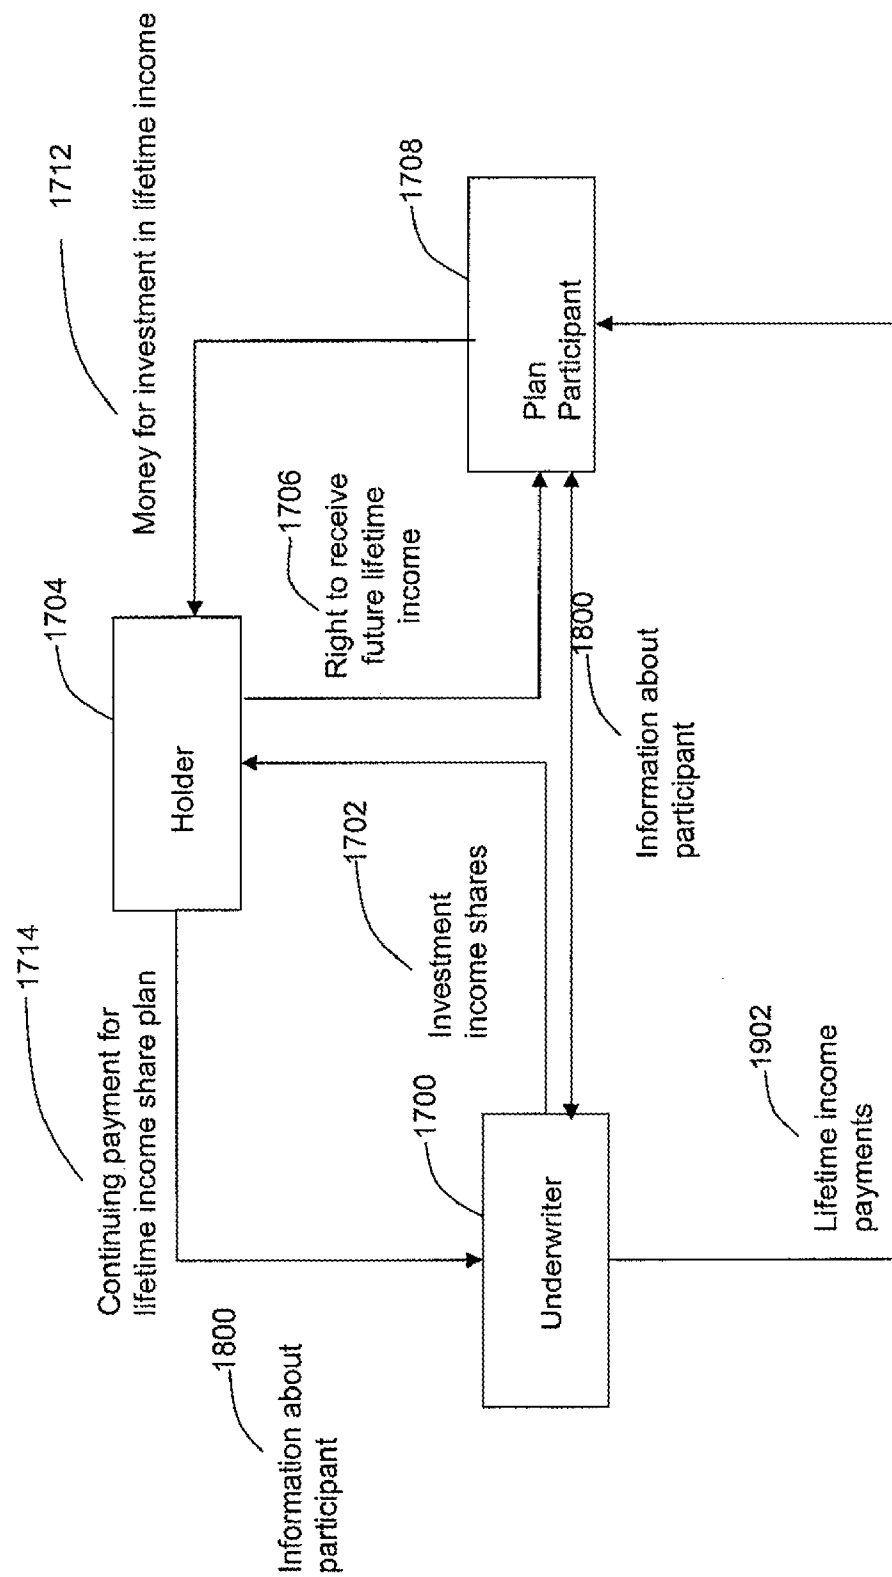 1714
Continuing payment for
lifetime income share plan
1704
Holder
1712
Money for investment in lifetime income
1800
Information about
participant
1702
Investment
income shares
1706
Right to receive
future lifetime
income
1700
Underwriter
1708
Plan
Participant
1800
Information about
participant
1902
Lifetime income
payments